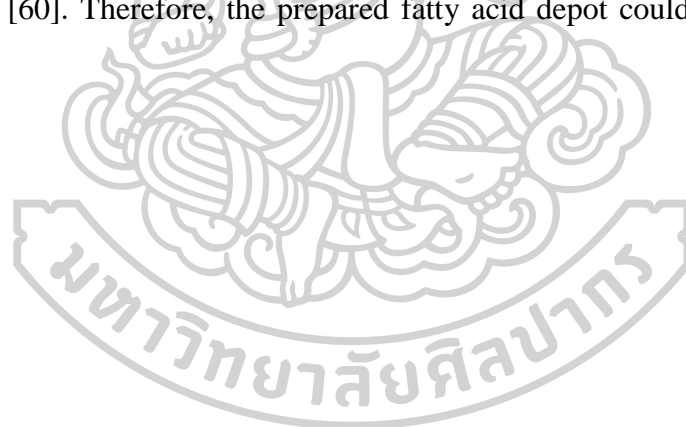 [60]. Therefore, the prepared fatty acid depot could
มหาวิทยาลัยศิลปากร